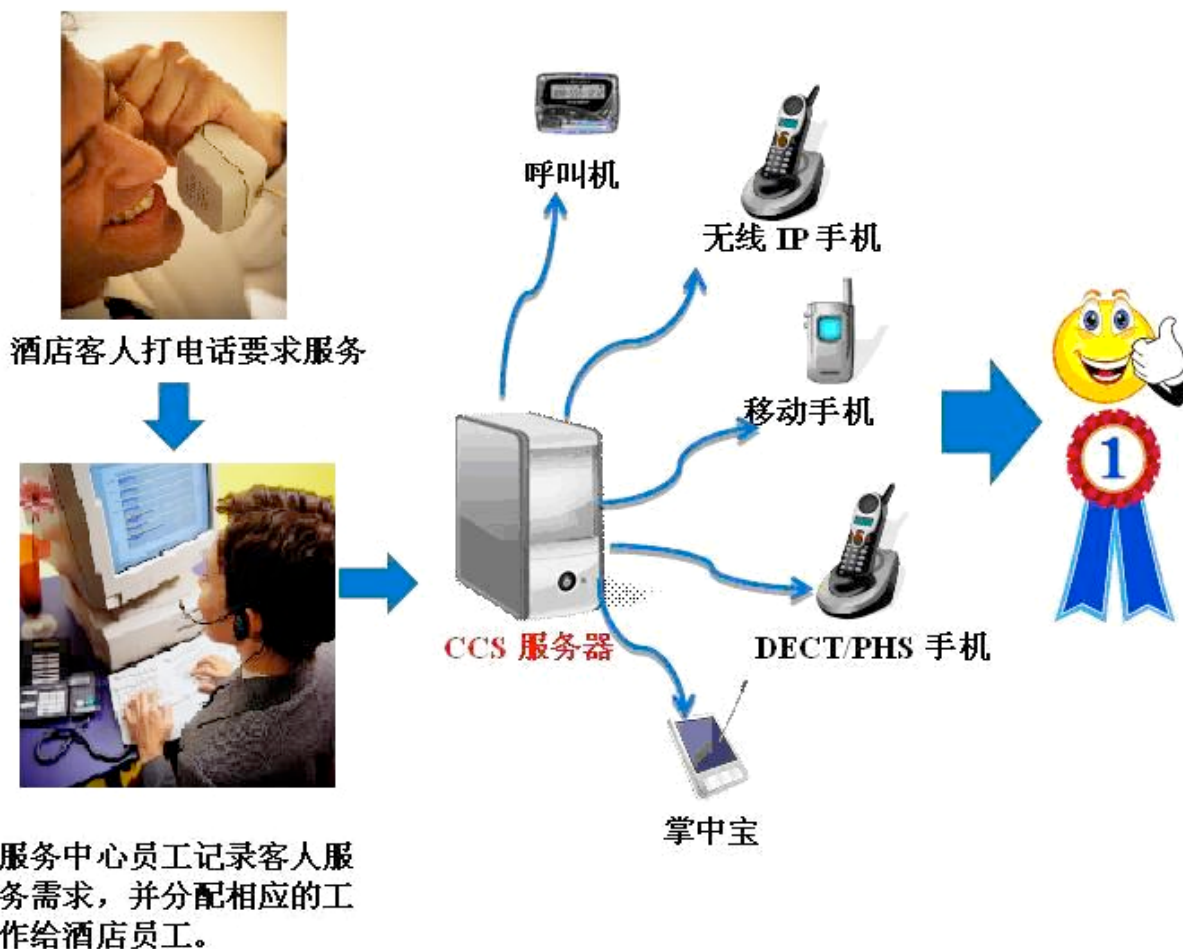 呼叫机
无线 IP 手机
酒店客人打电话要求服务
移动手机
1
CCS 服务器
DECT/PHS 手机
掌中宝
服务中心员工记录客人服
务需求，并分配相应的工
作给酒店员工。